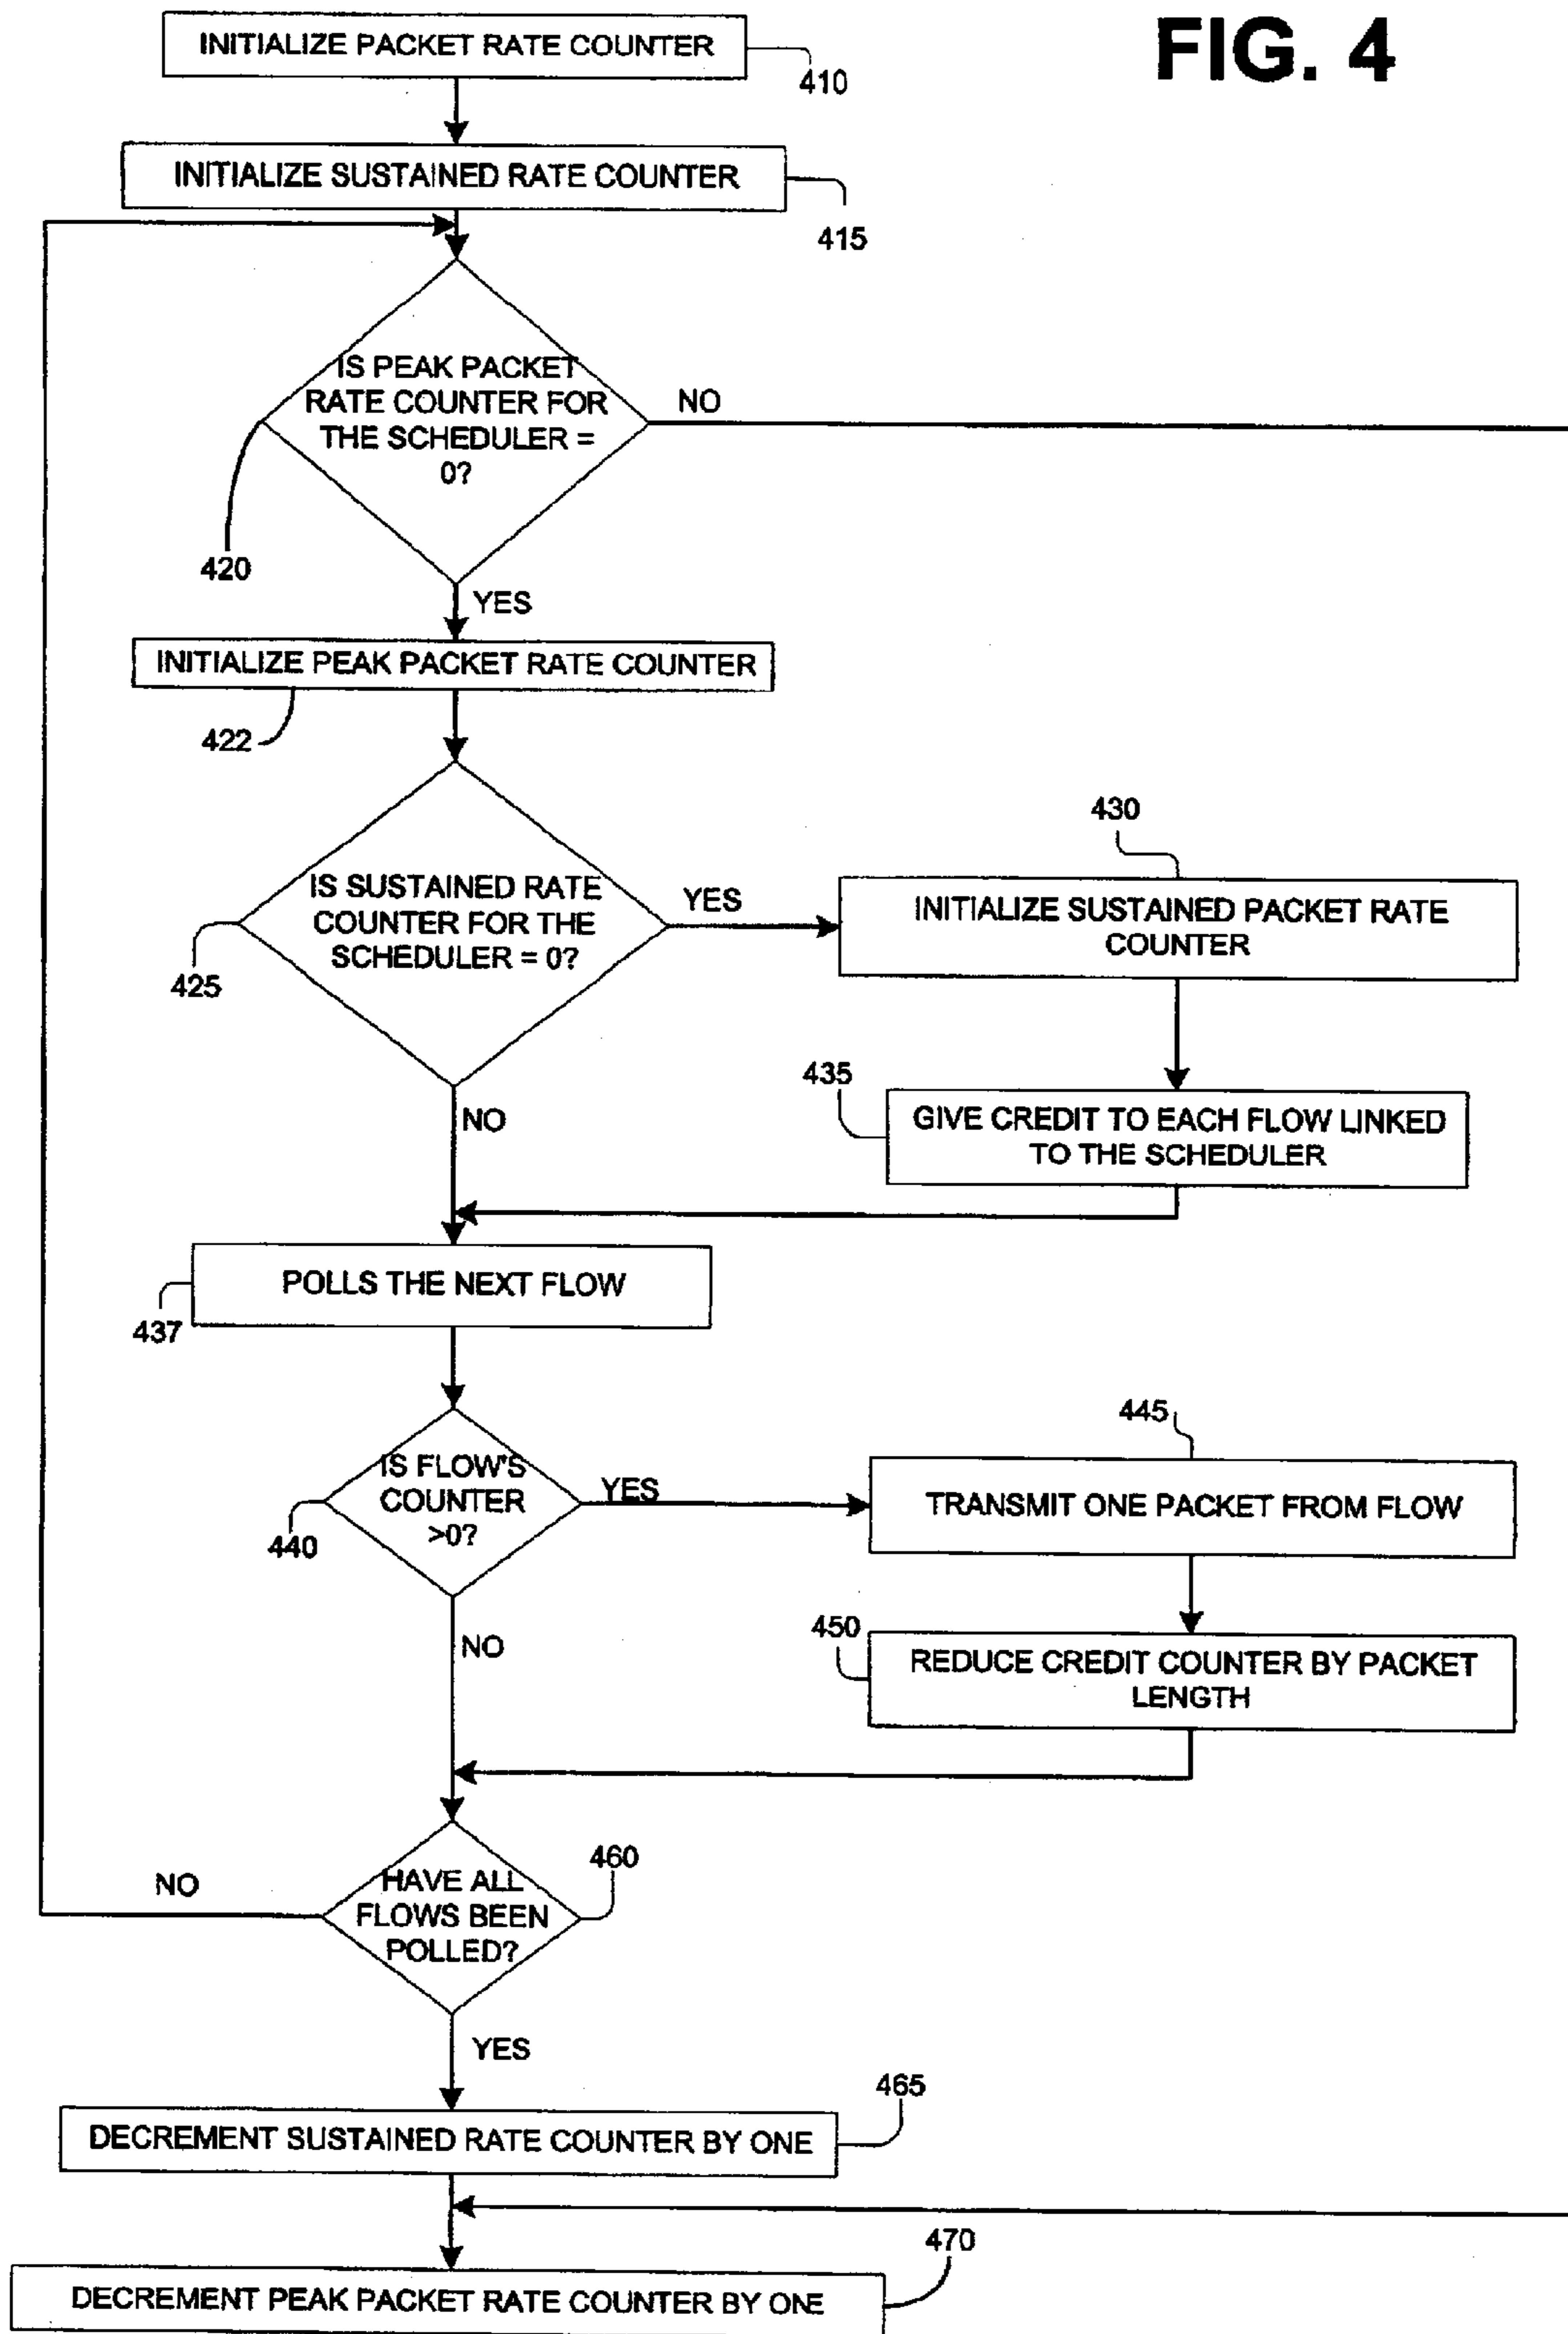 FIG. 4
INITIALIZE PACKET RATE COUNTER
410
INITIALIZE SUSTAINED RATE COUNTER
415
IS PEAK PACKET
RATE COUNTER FOR
THE SCHEDULER =
0?
NO
420
YES
INITIALIZE PEAK PACKET RATE COUNTER
422
IS SUSTAINED RATE
COUNTER FOR THE
SCHEDULER = 0?
425
YES
430
INITIALIZE SUSTAINED PACKET RATE
COUNTER
435
GIVE CREDIT TO EACH FLOW LINKED
TO THE SCHEDULER
NO
POLLS THE NEXT FLOW
437
IS FLOW'S
COUNTER
>0?
440
YES
445
TRANSMIT ONE PACKET FROM FLOW
450
REDUCE CREDIT COUNTER BY PACKET
LENGTH
NO
HAVE ALL
FLOWS BEEN
POLLED?
460
NO
YES
465
DECREMENT SUSTAINED RATE COUNTER BY ONE
470
DECREMENT PEAK PACKET RATE COUNTER BY ONE